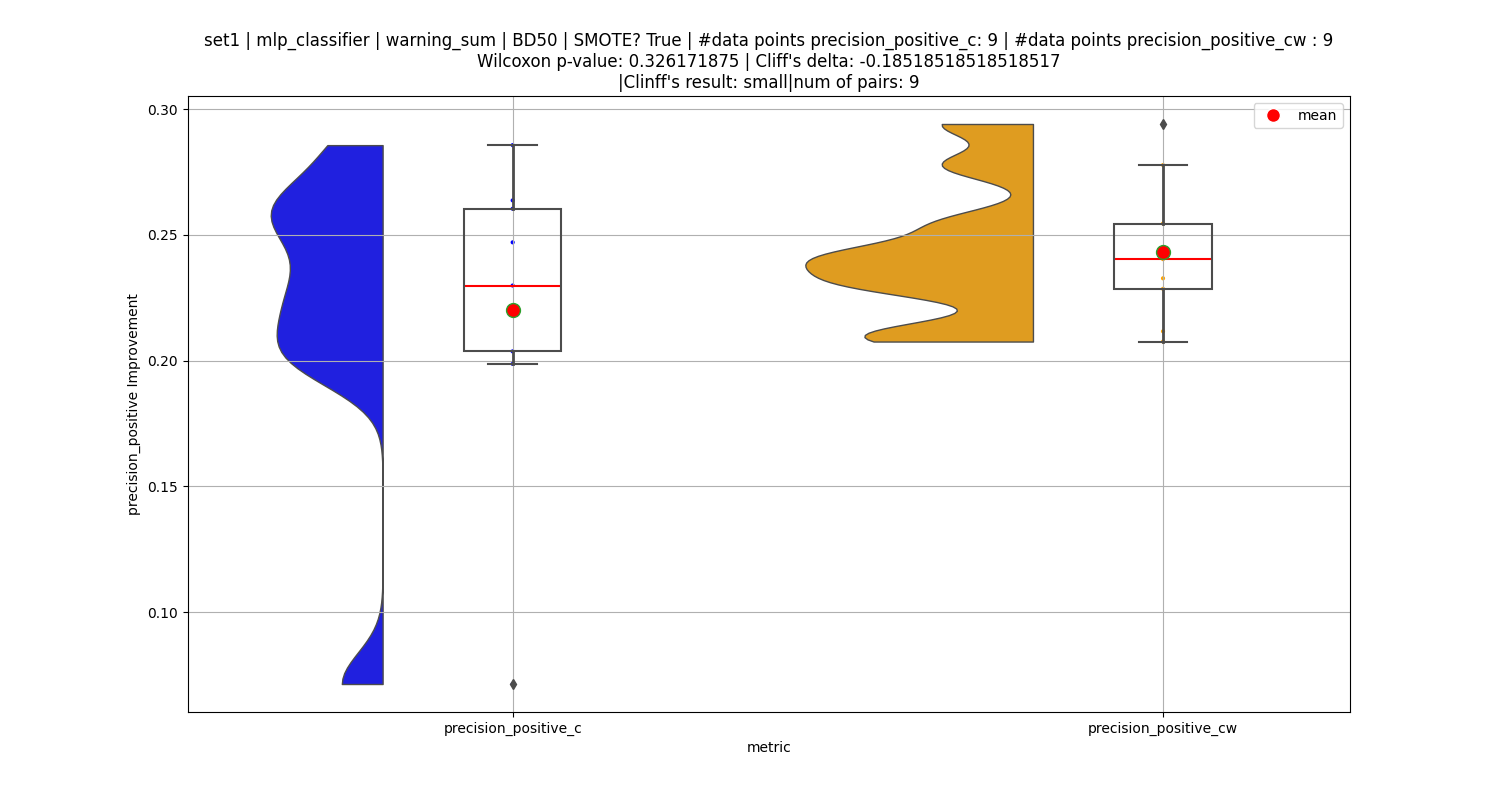 set1 | mlp_classifier | warning_sum | BD50 | SMOTE? True | #data points precision_positive_c: 9 | #data points precision_positive_cw : 9
Wilcoxon p-value: 0.326171875 | Cliff's delta: -0.18518518518518517
|Clinff's result: small|num of pairs: 9
mean
0.30
0.25
0.20
0.15
0.10
precision_positive Improvement
precision_positive_c
precision_positive_cw
metric